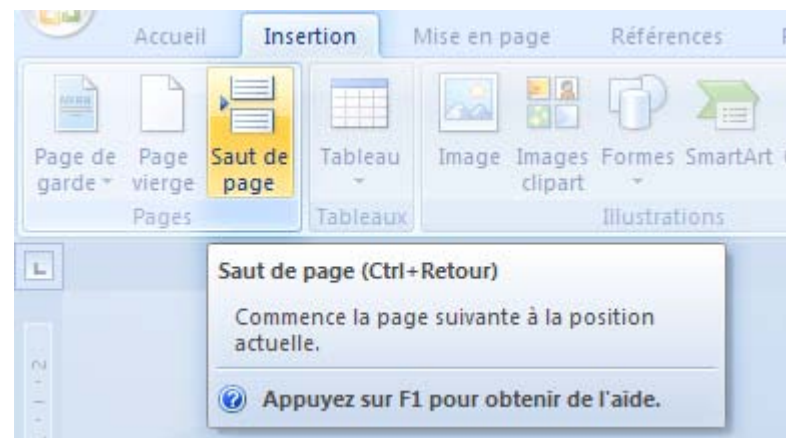 Accueil Insertion Mise en page Références
Page de garde Page vierge Saut de page Tableau Image Images clipart Formes SmartArt
Pages Tableaux Illustrations
Saut de page (Ctrl+Retour)
Commence la page suivante à la position
actuelle.
Appuyez sur F1 pour obtenir de l'aide.
2